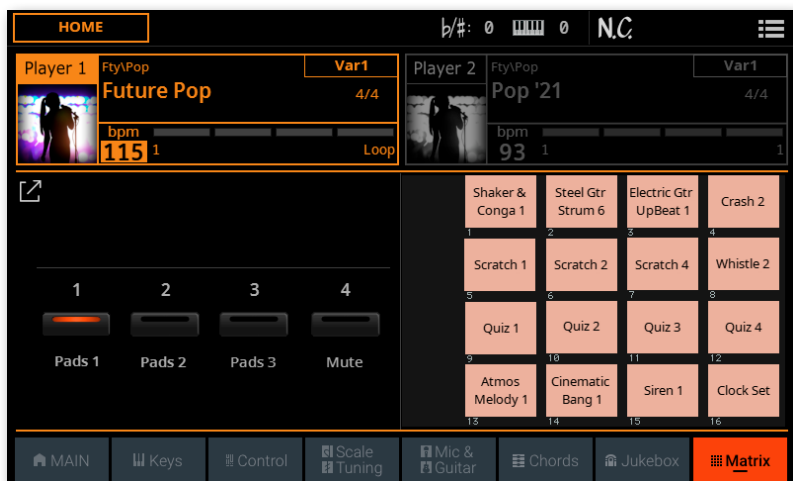 HOME
♭/#: 0
0
N.C.
Player 1
Fty\Pop
Var1
Future Pop
4/4
bpm
115
1
Loop
Player 2
Fty\Pop
Var1
Pop '21
4/4
bpm
93
1
1
1
2
3
4
Pads 1
Pads 2
Pads 3
Mute
Shaker &
Conga 1
1
Steel Gtr
Strum 6
2
Electric Gtr
UpBeat 1
3
Crash 2
4
Scratch 1
5
Scratch 2
6
Scratch 4
7
Whistle 2
8
Quiz 1
9
Quiz 2
10
Quiz 3
11
Quiz 4
12
Atmos
Melody 1
13
Cinematic
Bang 1
14
Siren 1
15
Clock Set
16
MAIN
Keys
Control
Scale
Tuning
Mic &
Guitar
Chords
Jukebox
Matrix